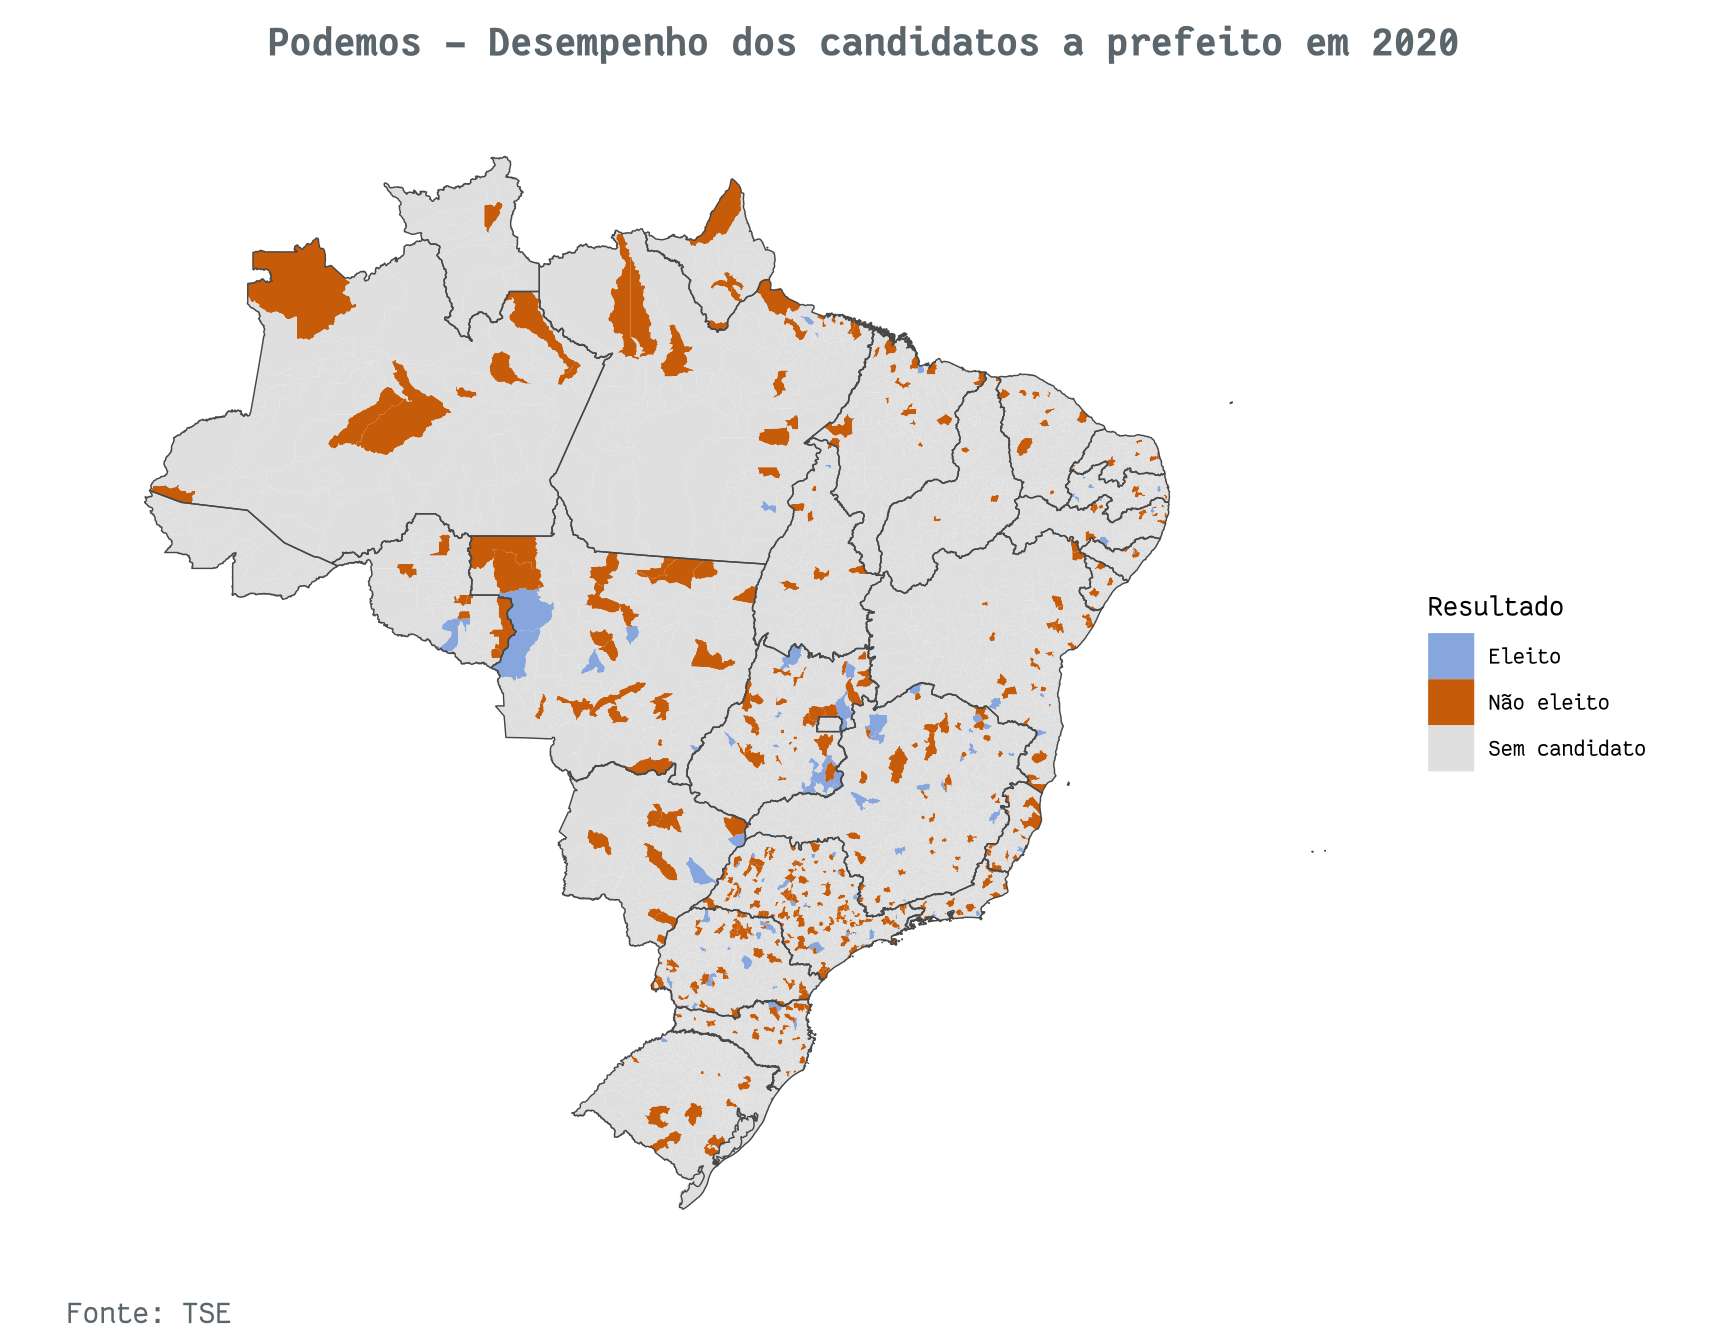 Podemos – Desempenho dos candidatos a prefeito em 2020
Resultado
Eleito
Não eleito
Sem candidato
Fonte: TSE